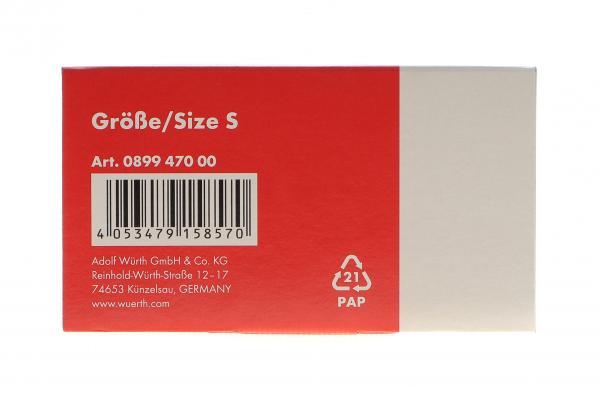 Größe/Size S
Art. 0899 470 00
4 053479 158570
Adolf Würth GmbH & Co. KG
Reinhold-Würth-Straße 12–17
74653 Künzelsau, GERMANY
www.wuerth.com
21
PAP